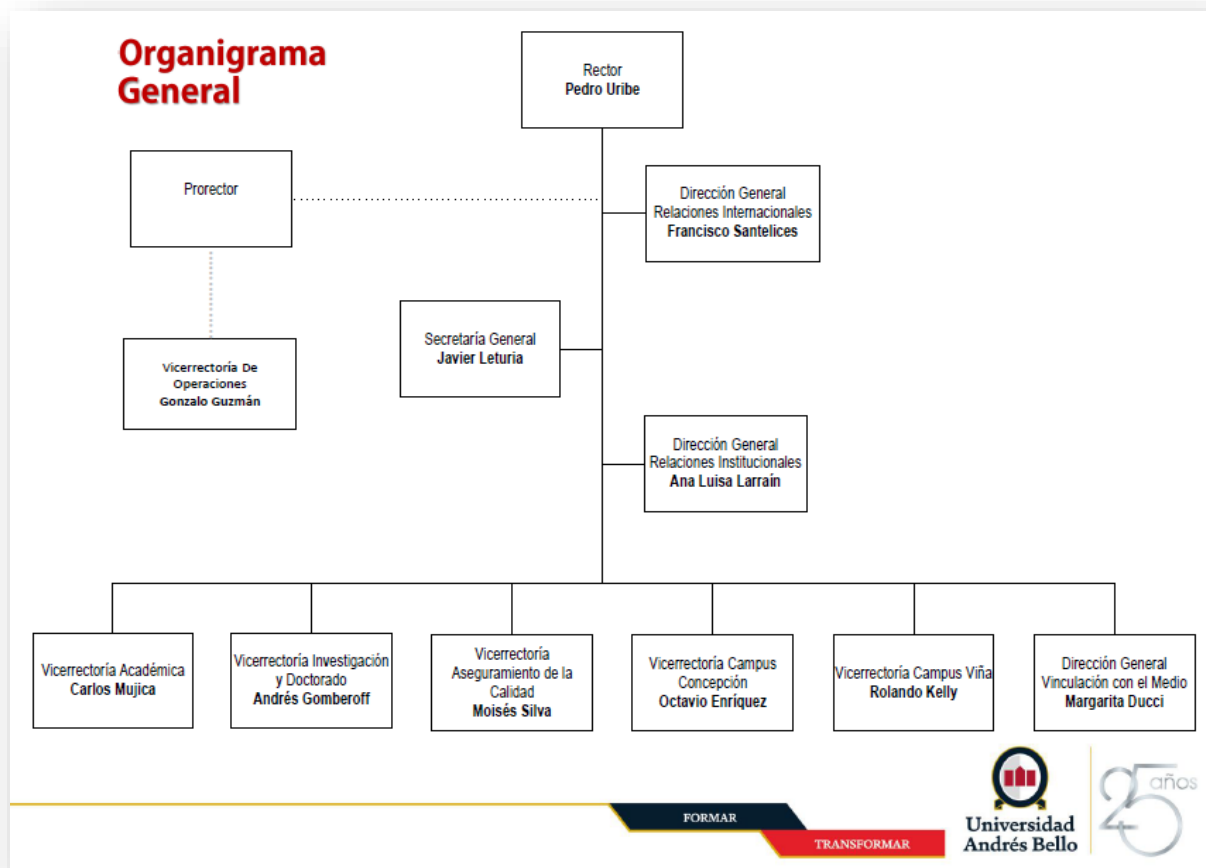 Organigrama
General
Rector
Pedro Uribe
Prorector
Dirección General
Relaciones Internacionales
Francisco Santelices
Secretaría General
Javier Leturia
Vicerrectoría De
Operaciones
Gonzalo Guzmán
Dirección General
Relaciones Institucionales
Ana Luisa Larraín
Vicerrectoría Académica
Carlos Mujica
Vicerrectoría Investigación
y Doctorado
Andrés Gomberoff
Vicerrectoría
Aseguramiento de la
Calidad
Moisés Silva
Vicerrectoría Campus
Concepción
Octavio Enríquez
Vicerrectoría Campus Viña
Rolando Kelly
Dirección General
Vinculación con el Medio
Margarita Ducci
FORMAR
TRANSFORMAR
Universidad
Andrés Bello
25 años